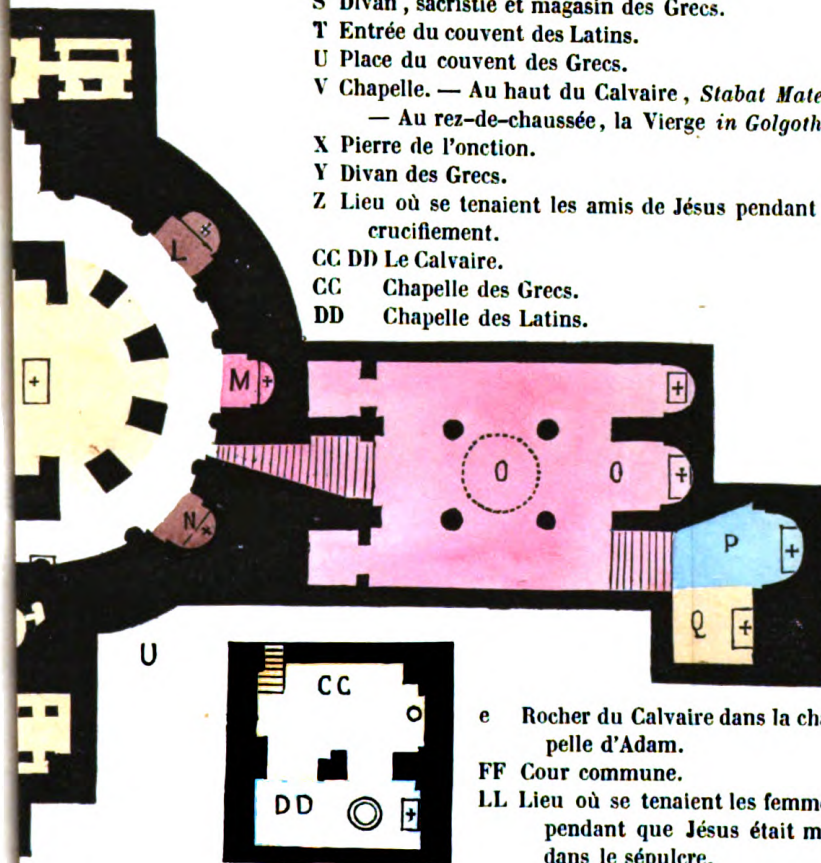 S Divan, sacristie et magasin des Grecs.
T Entrée du couvent des Latins.
U Place du couvent des Grecs.
V Chapelle. — Au haut du Calvaire, Stabat Mate
— Au rez-de-chaussée, la Vierge in Golgoth
X Pierre de l'onction.
Y Divan des Grecs.
Z Lieu où se tenaient les amis de Jésus pendant
crucifiement.
CC DD Le Calvaire.
CC Chapelle des Grecs.
DD Chapelle des Latins.
L
M
O O
N
P
Q
U
CC
DD
e Rocher du Calvaire dans la cha
pelle d'Adam.
FF Cour commune.
LL Lieu où se tenaient les femm
pendant que Jésus était m
dans le sépulcre.